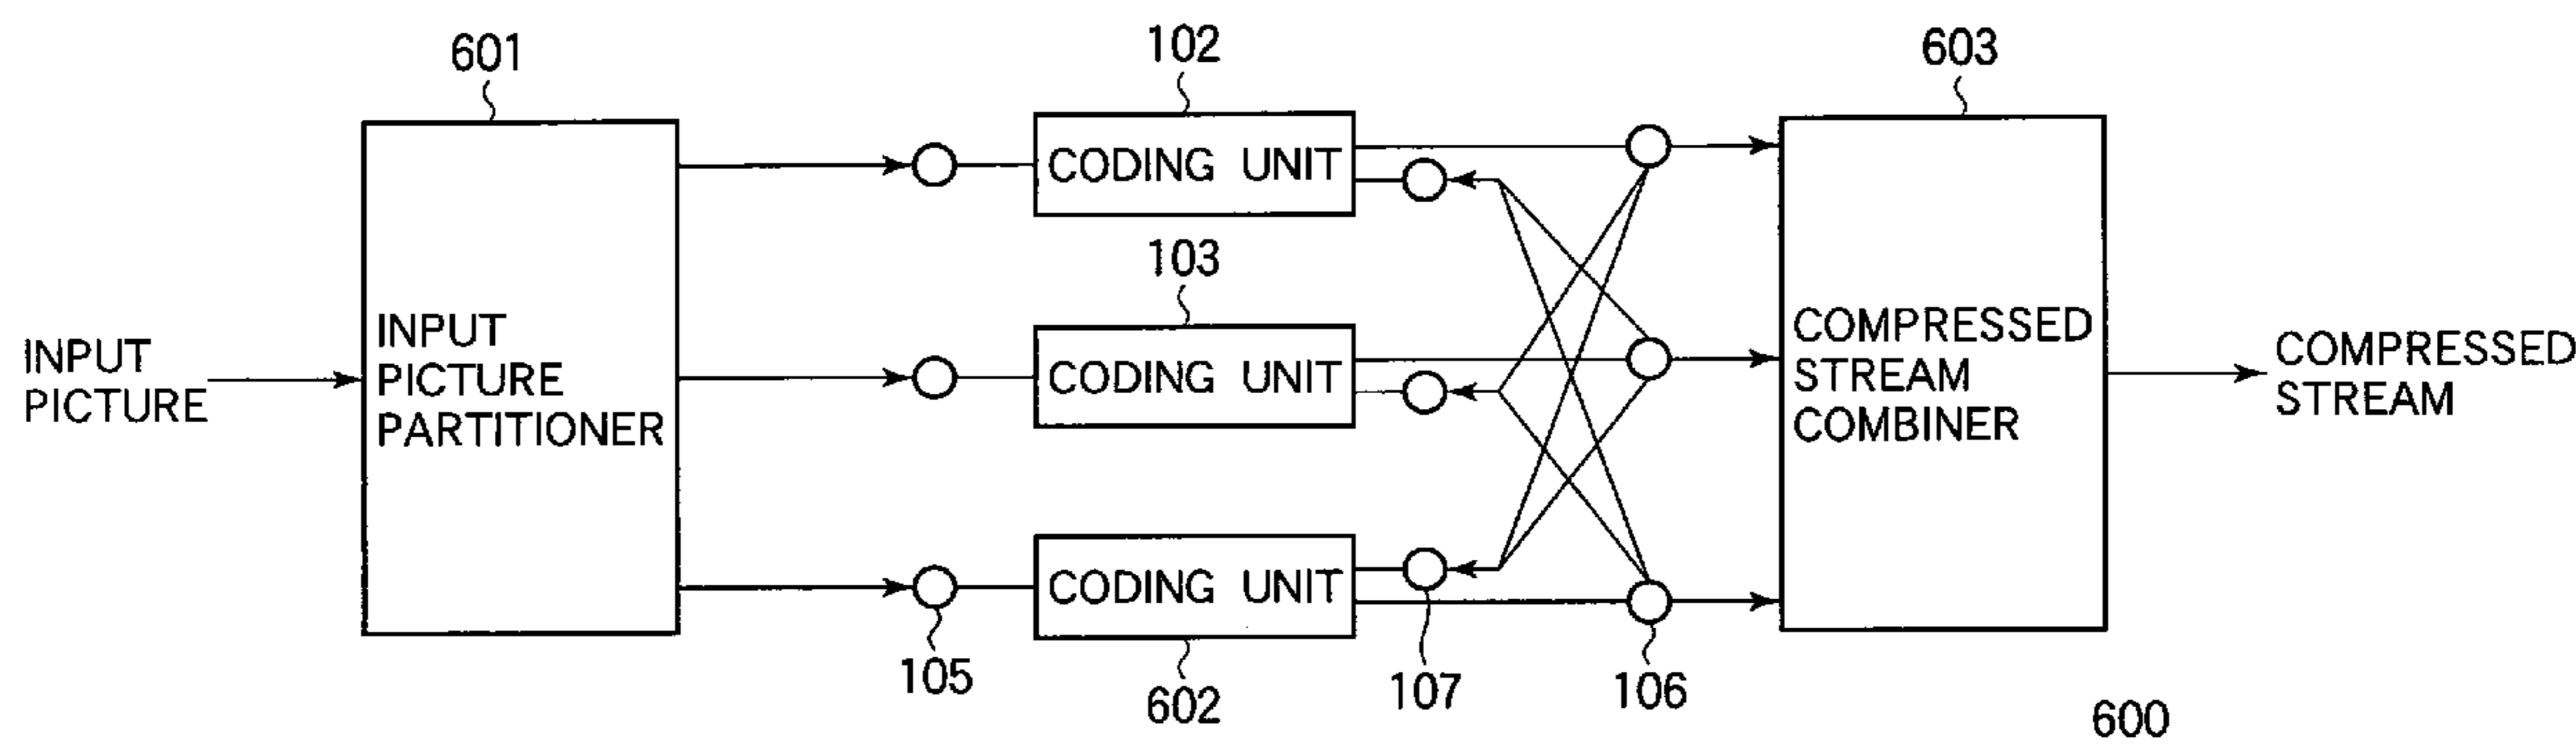 601
102
603
CODING UNIT
103
INPUT
PICTURE
INPUT
PICTURE
PARTITIONER
CODING UNIT
COMPRESSED
STREAM
COMBINER
COMPRESSED
STREAM
CODING UNIT
105
602
107
106
600